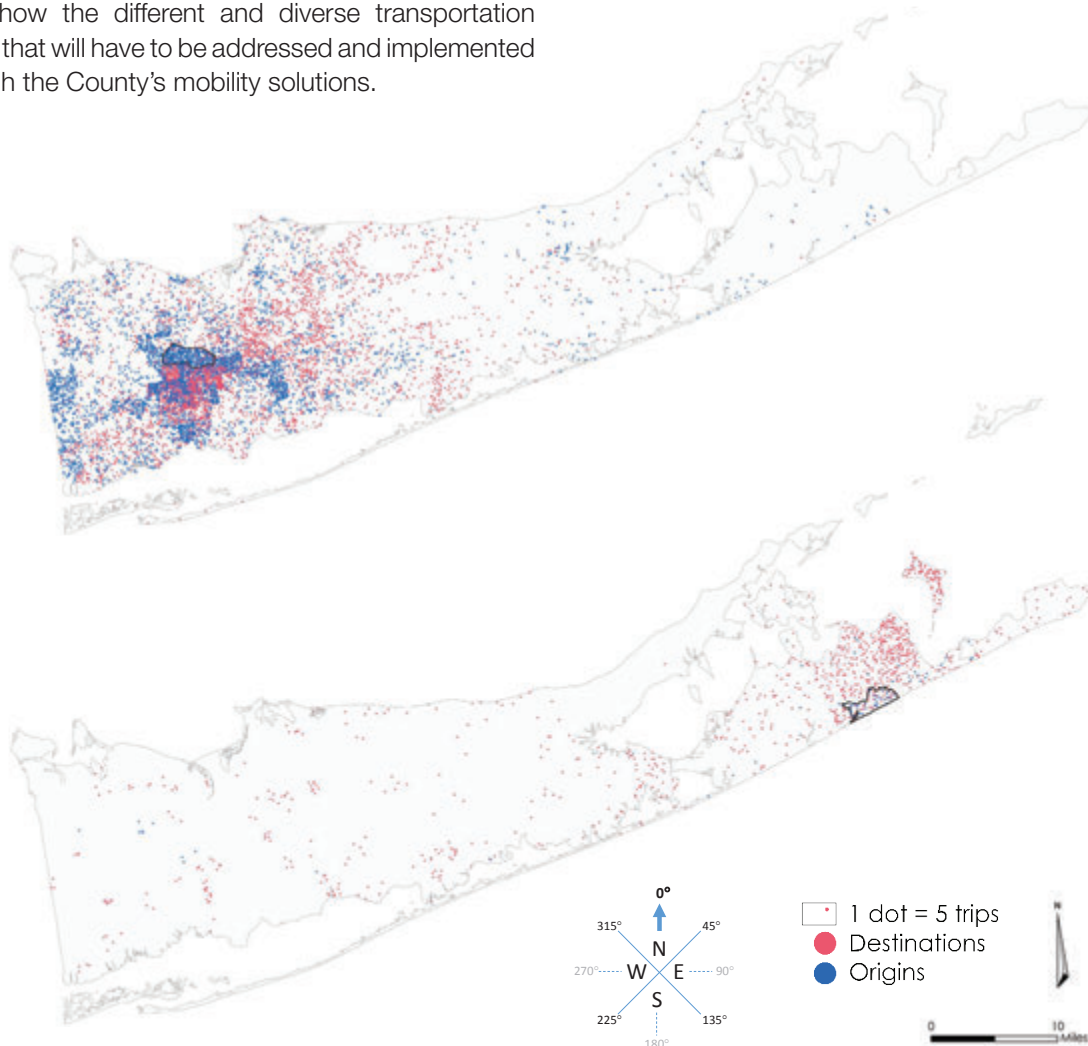 how the different and diverse transportation
that will have to be addressed and implemented
h the County's mobility solutions.
0°
315° 45°
N
270° W E 90°
S
225° 135°
180°
1 dot = 5 trips
Destinations
Origins
N
0 10
Miles